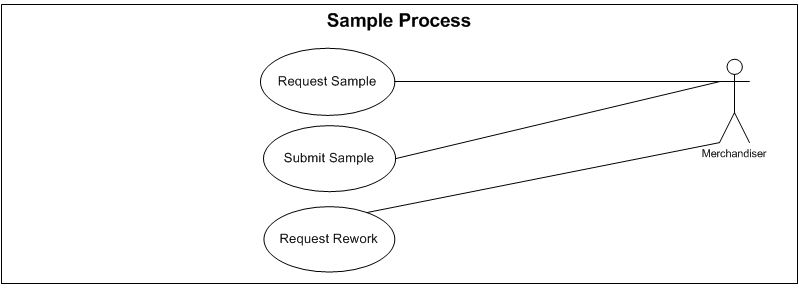 Sample Process
Request Sample
Submit Sample
Merchandiser
Request Rework